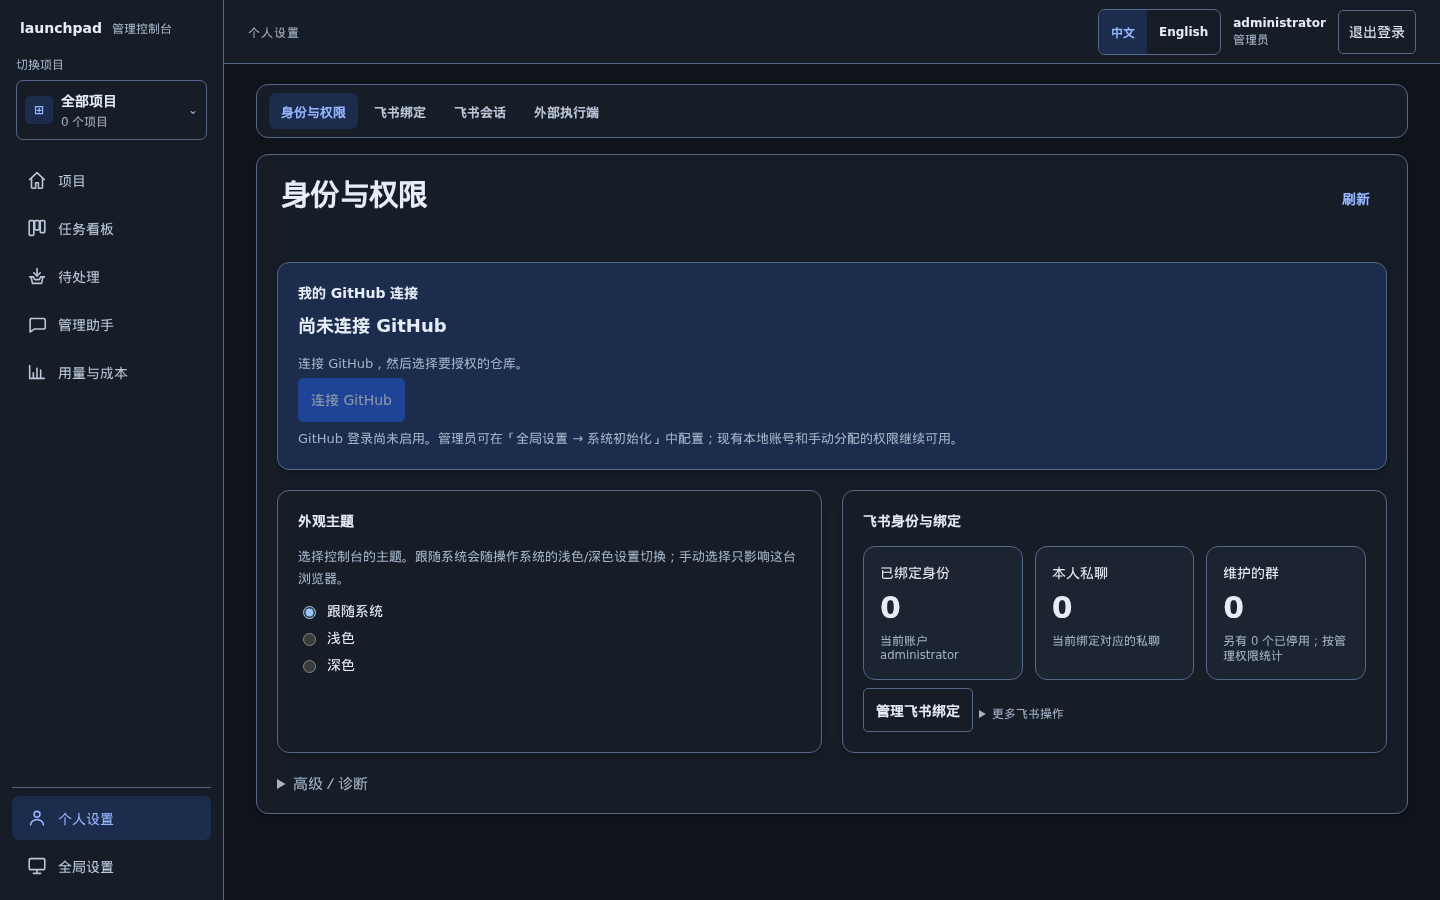 launchpad 管理控制台
切换项目
全部项目
0 个项目
项目
任务看板
待处理
管理助手
用量与成本
个人设置
全局设置
个人设置
中文 English
administrator
管理员
退出登录
身份与权限 飞书绑定 飞书会话 外部执行端
身份与权限
刷新
我的 GitHub 连接
尚未连接 GitHub
连接 GitHub，然后选择要授权的仓库。
连接 GitHub
GitHub 登录尚未启用。管理员可在「全局设置 → 系统初始化」中配置；现有本地账号和手动分配的权限继续可用。
外观主题
选择控制台的主题。跟随系统会随操作系统的浅色/深色设置切换；手动选择只影响这台
浏览器。
跟随系统
浅色
深色
飞书身份与绑定
已绑定身份
0
当前账户
administrator
本人私聊
0
当前绑定对应的私聊
维护的群
0
另有 0 个已停用；按管
理权限统计
管理飞书绑定
更多飞书操作
高级 / 诊断